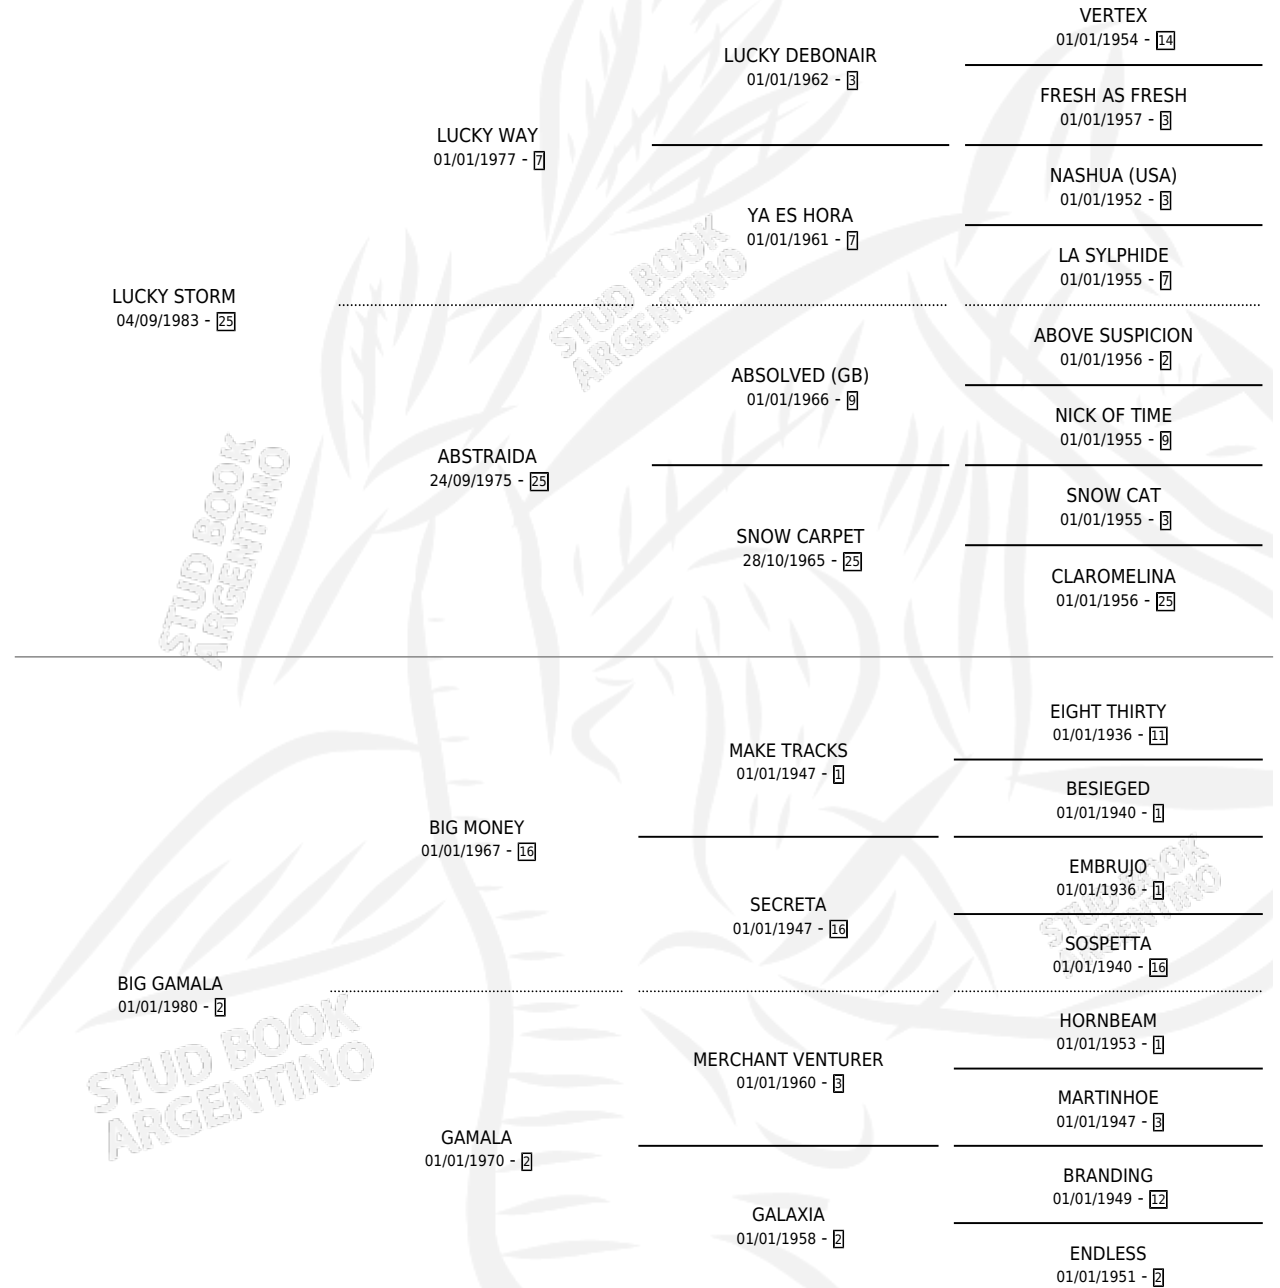 VERTEX
01/01/1954 - 14
LUCKY DEBONAIR
01/01/1962 - 3
FRESH AS FRESH
01/01/1957 - 3
LUCKY WAY
01/01/1977 - 7
NASHUA (USA)
01/01/1952 - 3
YA ES HORA
01/01/1961 - 7
LA SYLPHIDE
01/01/1955 - 7
LUCKY STORM
04/09/1983 - 25
STUD BOOK
ARGENTINO
ABOVE SUSPICION
01/01/1956 - 2
ABSOLVED (GB)
01/01/1966 - 9
NICK OF TIME
01/01/1955 - 9
ABSTRAIDA
24/09/1975 - 25
SNOW CAT
01/01/1955 - 3
SNOW CARPET
28/10/1965 - 25
CLAROMELINA
01/01/1956 - 25
STUD BOOK
ARGENTINO
EIGHT THIRTY
01/01/1936 - 11
MAKE TRACKS
01/01/1947 - 1
BESIEGED
01/01/1940 - 1
BIG MONEY
01/01/1967 - 16
EMBRUJO
01/01/1936 - 1
SECRETA
01/01/1947 - 16
STUD BOOK
ARGENTINO
SOSPETTA
01/01/1940 - 16
BIG GAMALA
01/01/1980 - 2
HORNBEAM
01/01/1953 - 1
MERCHANT VENTURER
01/01/1960 - 3
STUD BOOK
ARGENTINO
MARTINHOE
01/01/1947 - 3
GAMALA
01/01/1970 - 2
BRANDING
01/01/1949 - 12
GALAXIA
01/01/1958 - 2
ENDLESS
01/01/1951 - 2